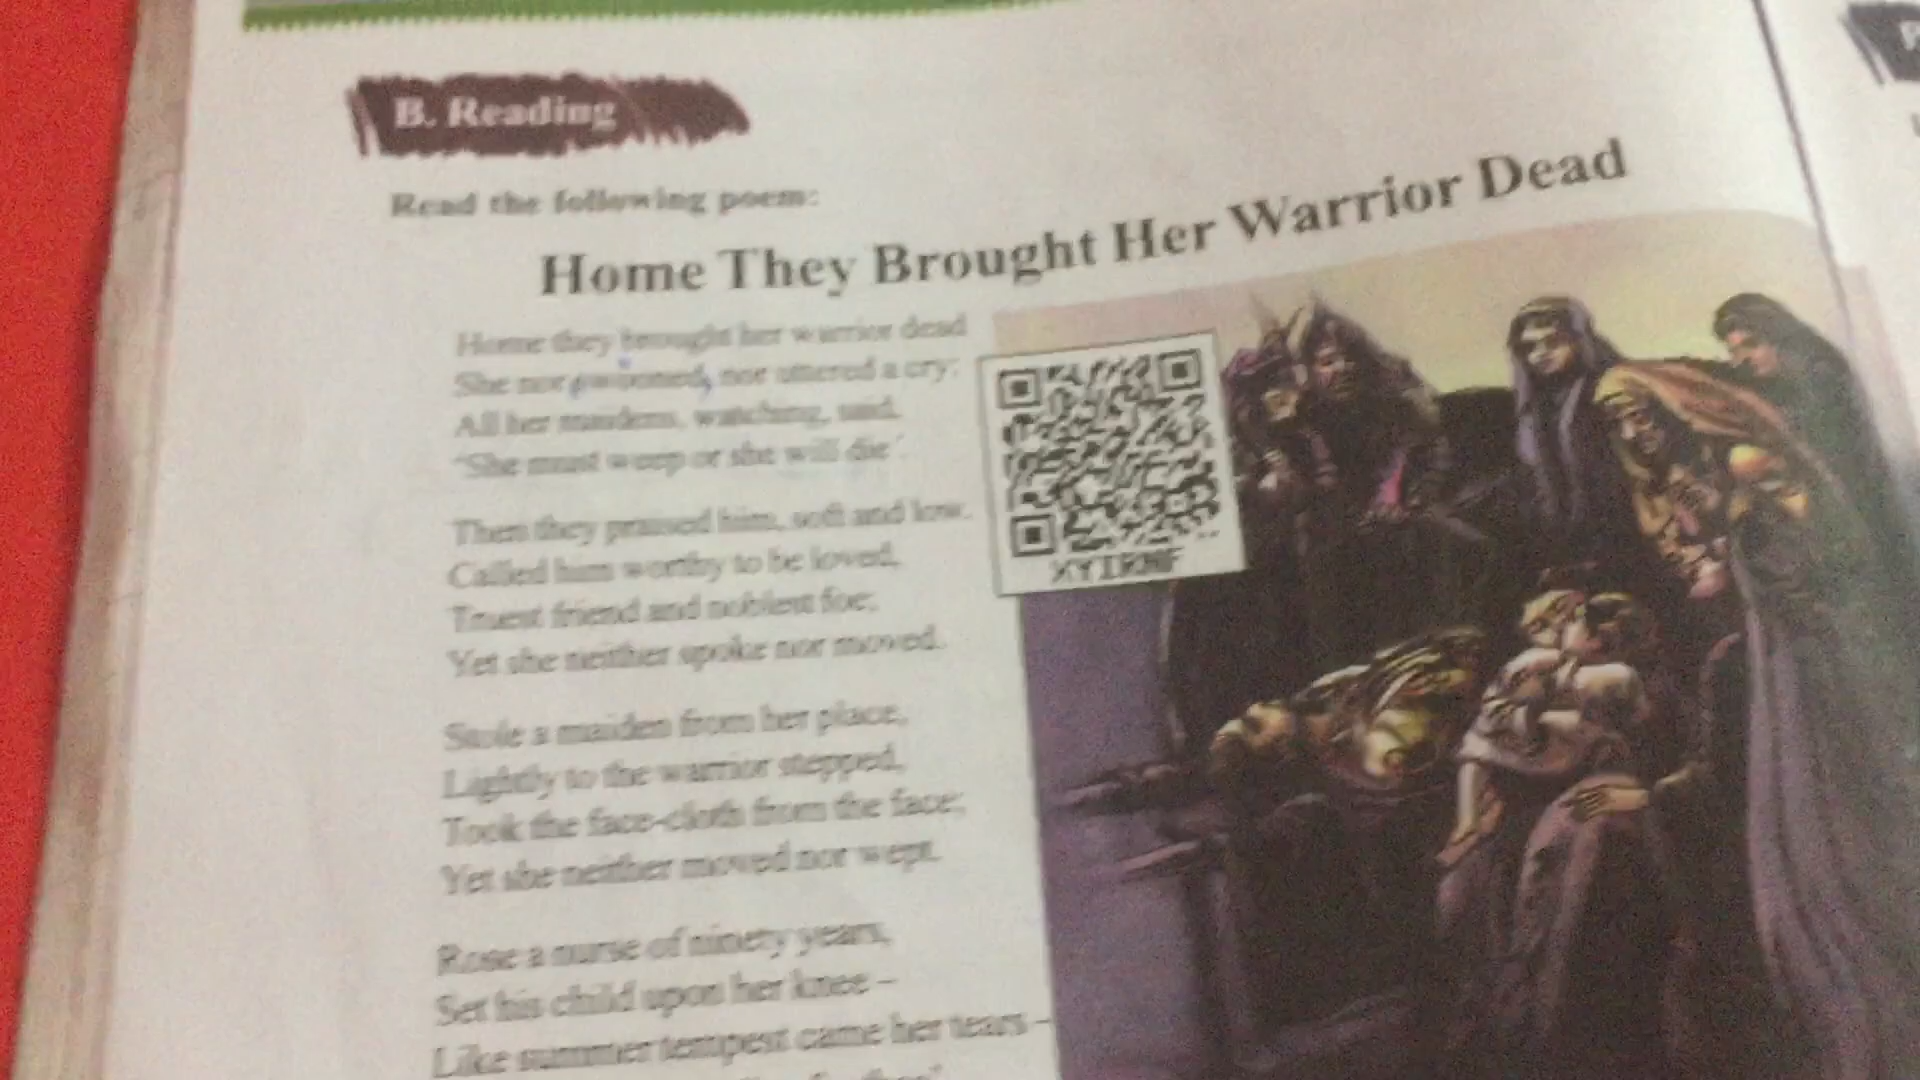 B. Reading
Read the following poem:
Home They Brought Her Warrior Dead
Home they brought her warrior dead
She nor swooned, nor uttered a cry:
All her maidens, watching, said,
'She must weep or she will die'.
Then they praised him, soft and low,
Called him worthy to be loved,
Truest friend and noblest foe;
Yet she neither spoke nor moved.
Stole a maiden from her place,
Lightly to the warrior stepped,
Took the face-cloth from the face;
Yet she neither moved nor wept.
Rose a nurse of ninety years,
Set his child upon her knee –
Like summer tempest came her tears –